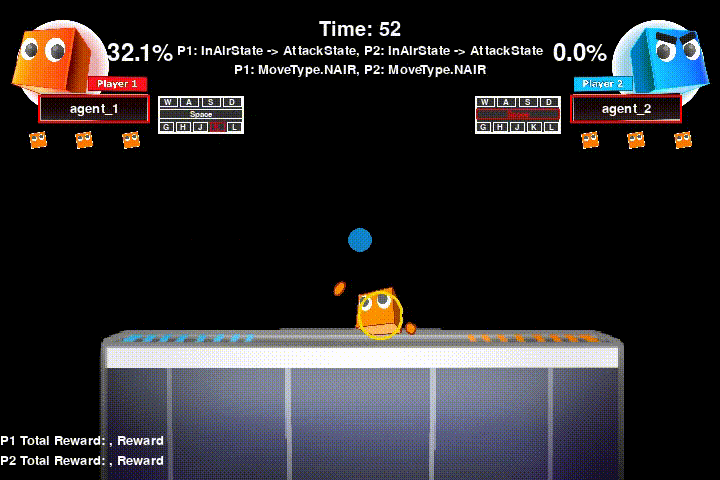 Time: 52
32.1%
P1: InAirState -> AttackState, P2: InAirState -> AttackState
0.0%
P1: MoveType.NAIR, P2: MoveType.NAIR
Player 1
Player 2
agent_1
agent_2
W A S D
Space
G H J L
W A S D
Space
G H J K L
P1 Total Reward: , Reward
P2 Total Reward: , Reward